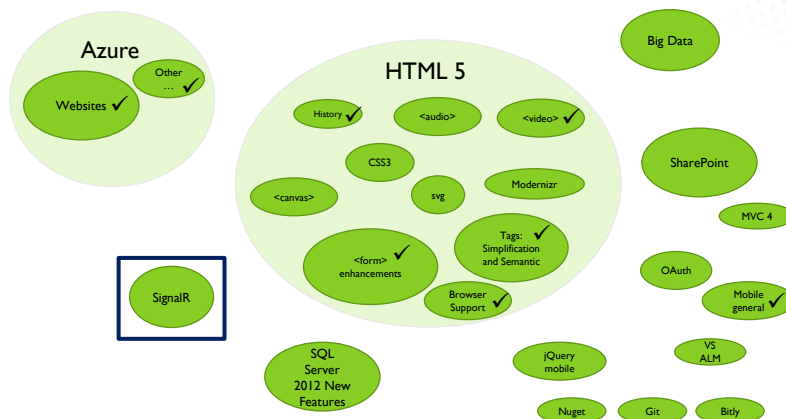 Azure
Other
...
Websites
HTML 5
History
<audio>
<video>
CSS3
Modernizr
<canvas>
svg
Tags:
Simplification
and Semantic
<form>
enhancements
Browser
Support
Big Data
SharePoint
MVC 4
OAuth
Mobile
general
SignalR
SQL
Server
2012 New
Features
jQuery
mobile
VS
ALM
Nuget
Git
Bitly